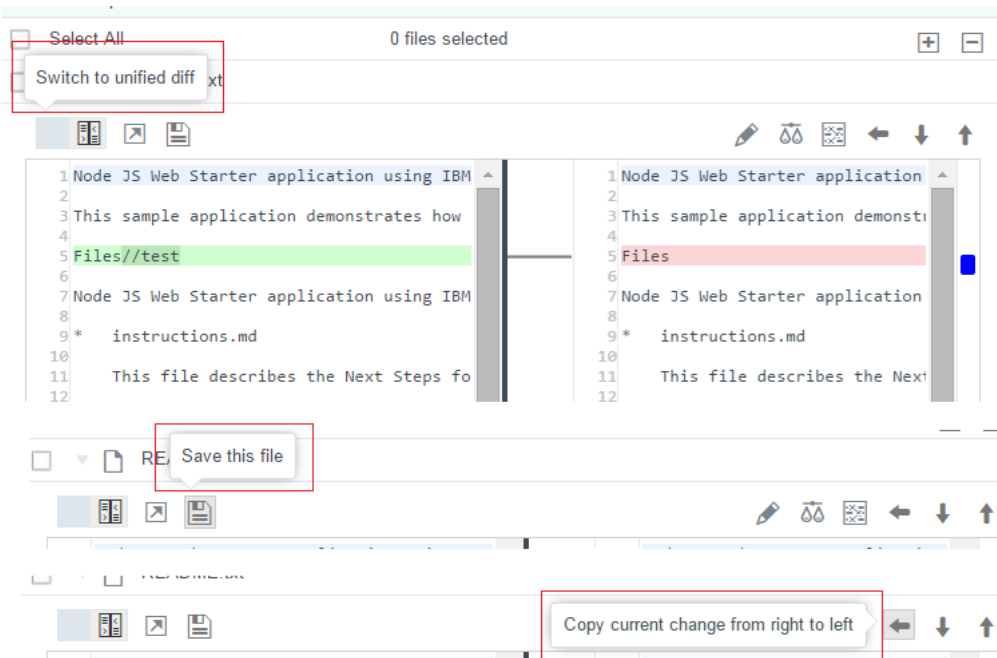 Select All 0 files selected
Switch to unified diff xt
1 Node JS Web Starter application using IBM
2
3 This sample application demonstrates how
4
5 Files//test
6
7 Node JS Web Starter application using IBM
8
9 * instructions.md
10
11 This file describes the Next Steps fo
12
1 Node JS Web Starter application
2
3 This sample application demonst
4
5 Files
6
7 Node JS Web Starter application
8
9 * instructions.md
10
11 This file describes the Next
12
REA Save this file
README.txt
Copy current change from right to left